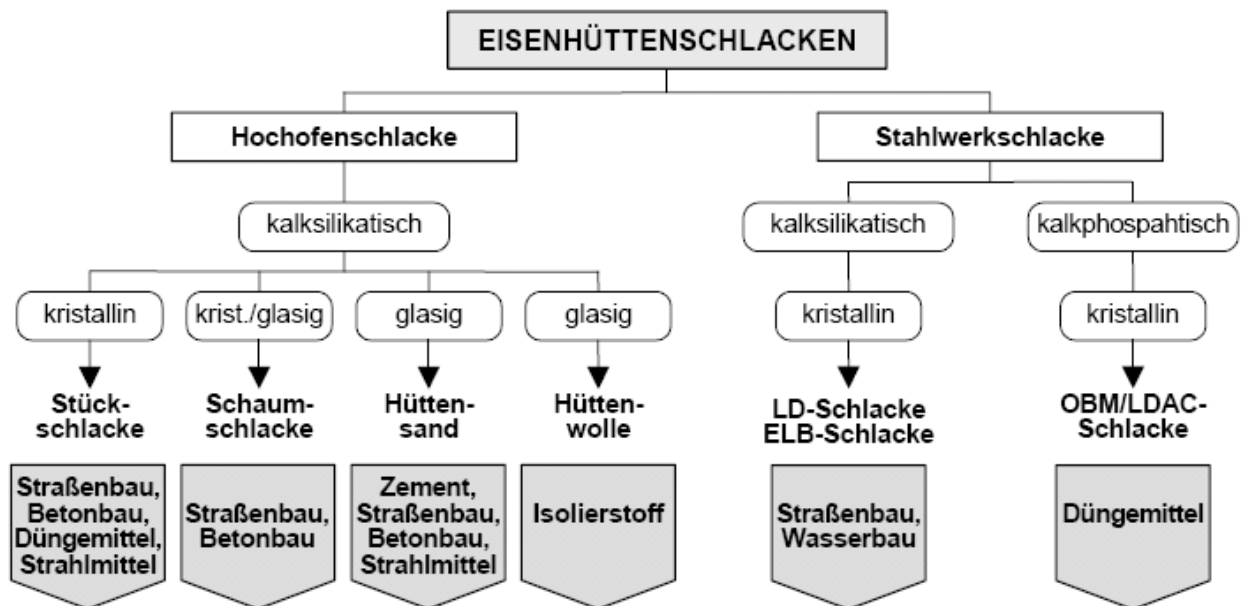 EISENHÜTTENSCHLACKEN
Hochofenschlacke
Stahlwerkschlacke
kalksilikatisch
kalksilikatisch
kalkphospahtisch
kristallin
krist./glasig
glasig
glasig
kristallin
kristallin
Stück-
schlacke
Schaum-
schlacke
Hütten-
sand
Hütten-
wolle
LD-Schlacke
ELB-Schlacke
OBM/LDAC-
Schlacke
Straßenbau,
Betonbau,
Düngemittel,
Strahlmittel
Straßenbau,
Betonbau
Zement,
Straßenbau,
Betonbau,
Strahlmittel
Isolierstoff
Straßenbau,
Wasserbau
Düngemittel